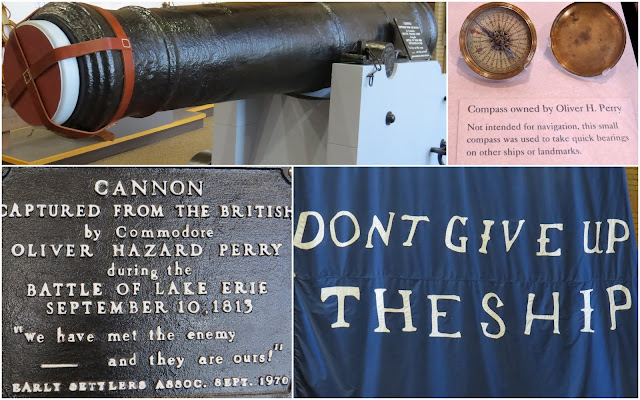 Compass owned by Oliver H. Perry
Not intended for navigation, this small
compass was used to take quick bearings
on other ships or landmarks.
CANNON
CAPTURED FROM THE BRITISH
by Commodore
OLIVER HAZARD PERRY
during the
BATTLE OF LAKE ERIE
SEPTEMBER 10, 1813
"We have met the enemy
— and they are ours!"
EARLY SETTLERS ASSOC. SEPT. 1970
DONT GIVE UP
THE SHIP